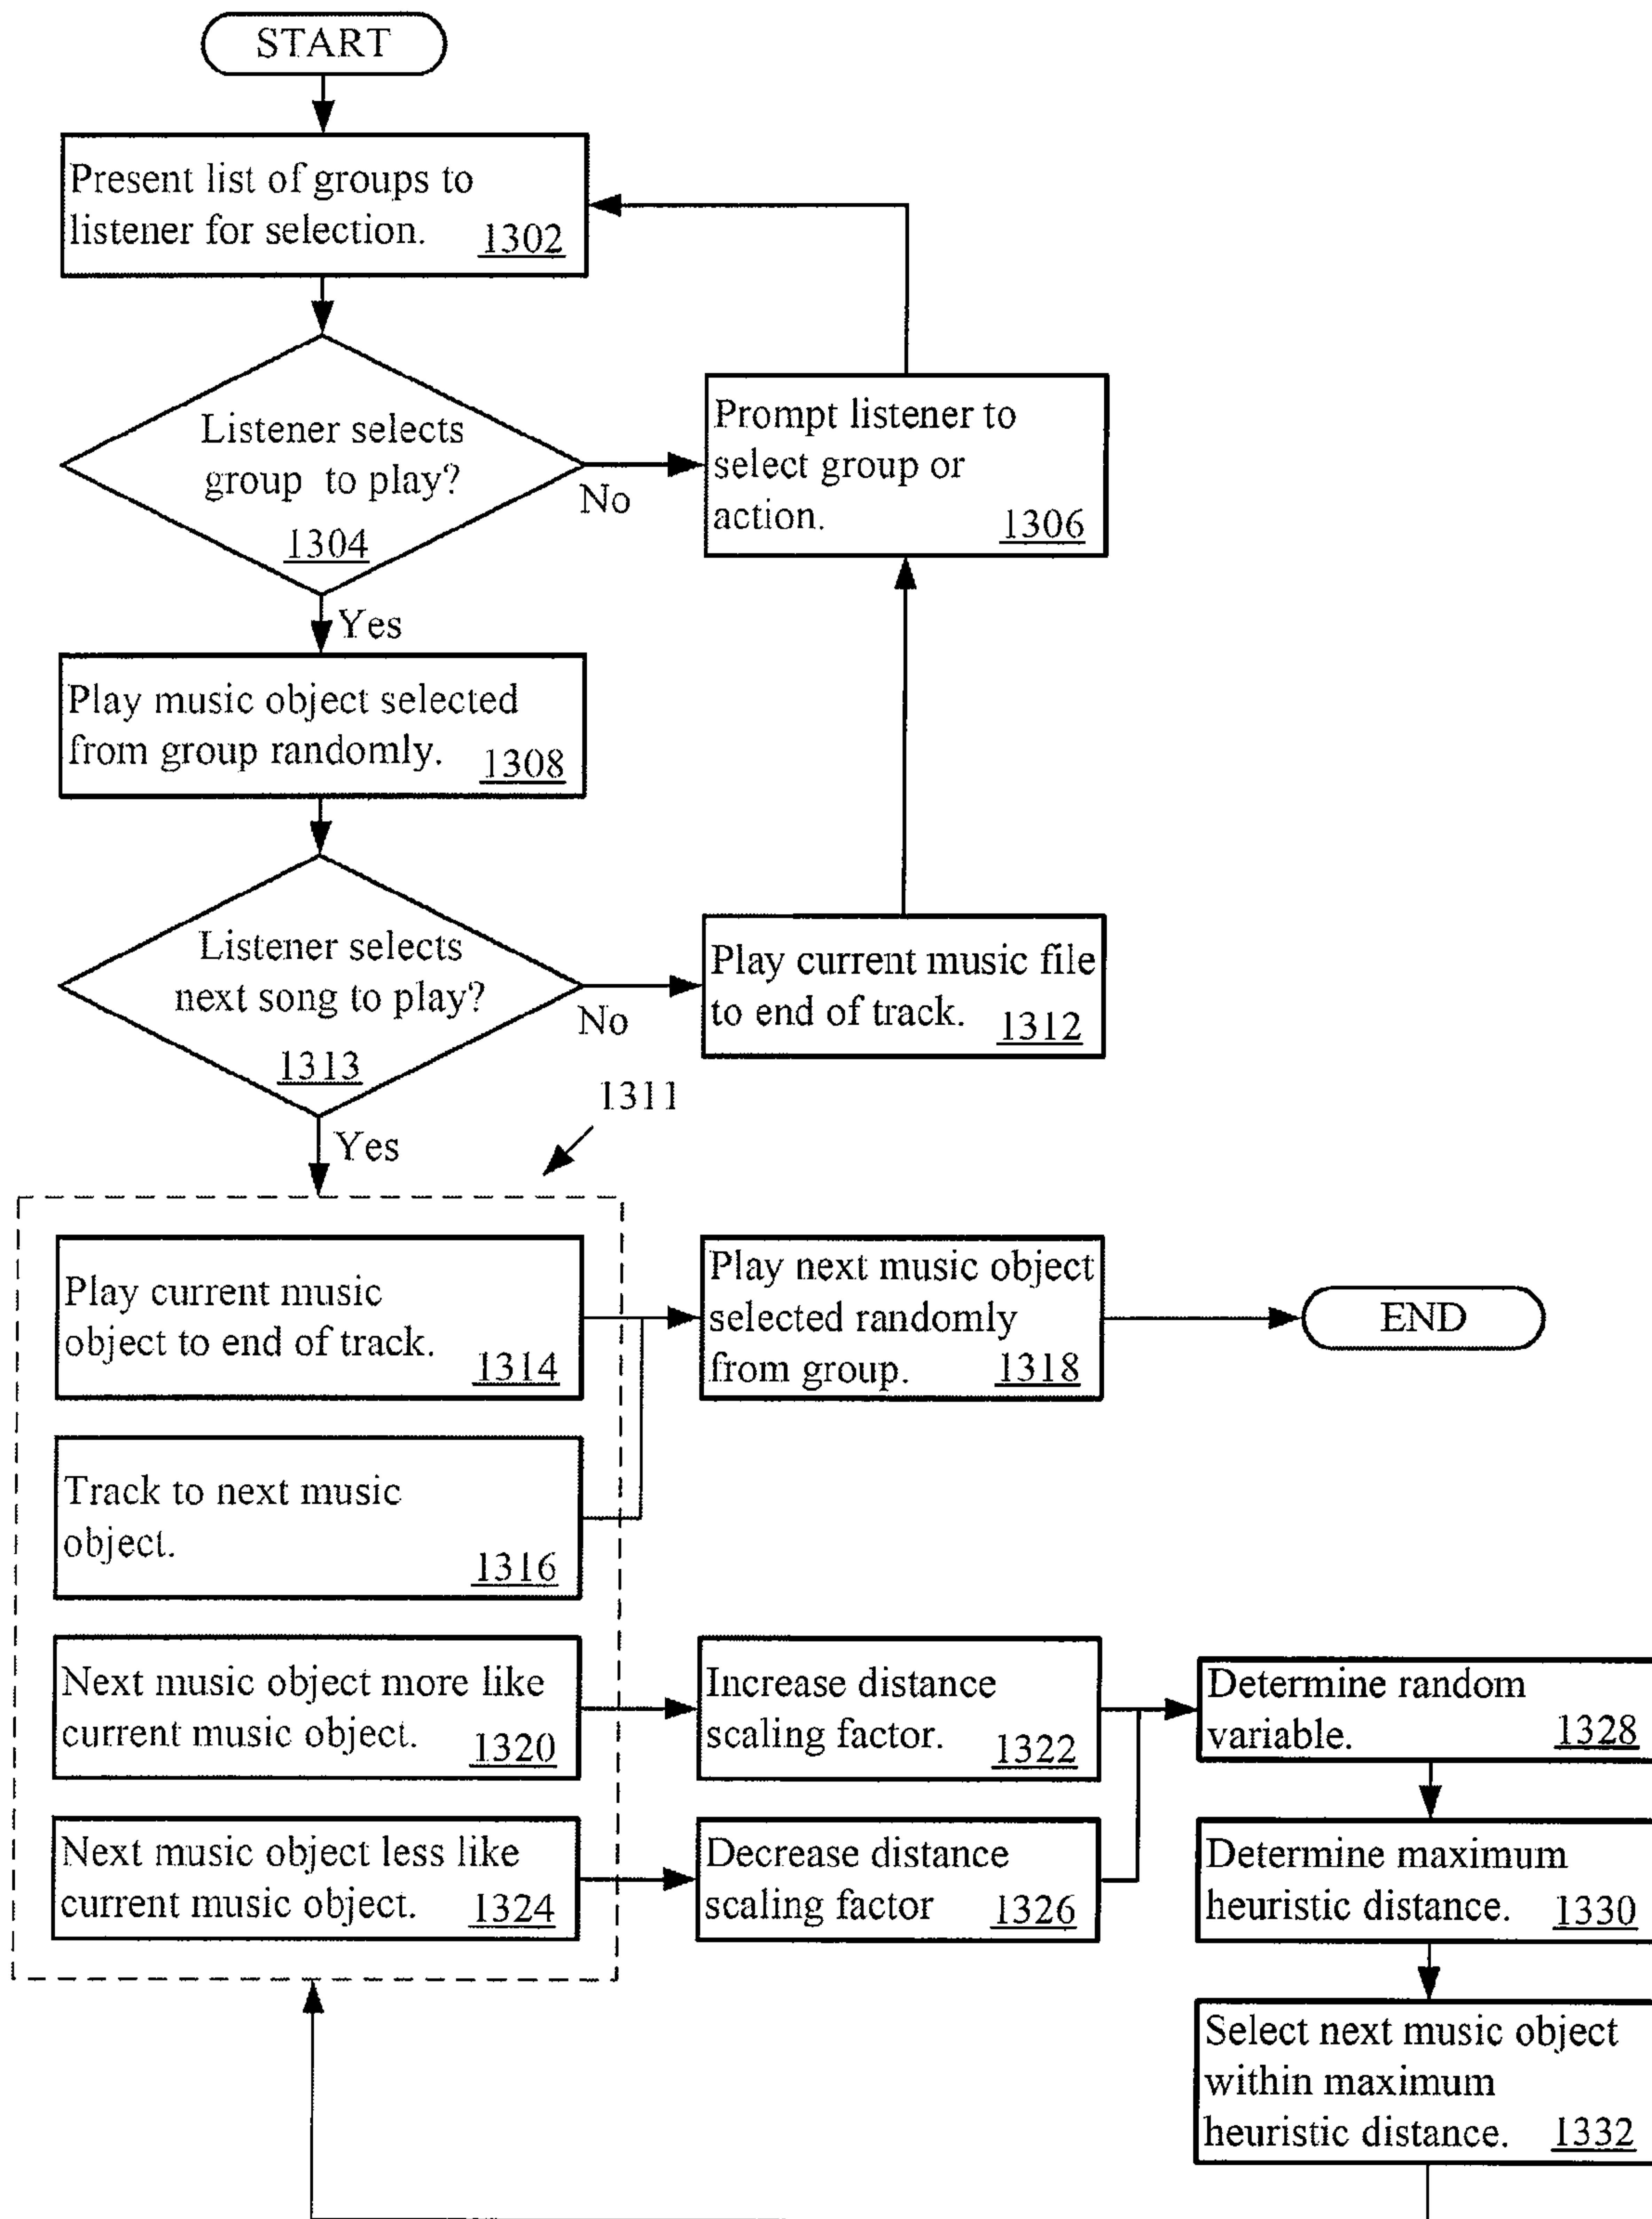 START
Present list of groups to
listener for selection. 1302
Listener selects
group to play?
1304
No
Prompt listener to
select group or
action. 1306
Yes
Play music object selected
from group randomly. 1308
Listener selects
next song to play?
1313
No
Play current music file
to end of track. 1312
1311
Yes
Play current music
object to end of track. 1314
Play next music object
selected randomly
from group. 1318
END
Track to next music
object. 1316
Next music object more like
current music object. 1320
Increase distance
scaling factor. 1322
Determine random
variable. 1328
Next music object less like
current music object. 1324
Decrease distance
scaling factor 1326
Determine maximum
heuristic distance. 1330
Select next music object
within maximum
heuristic distance. 1332